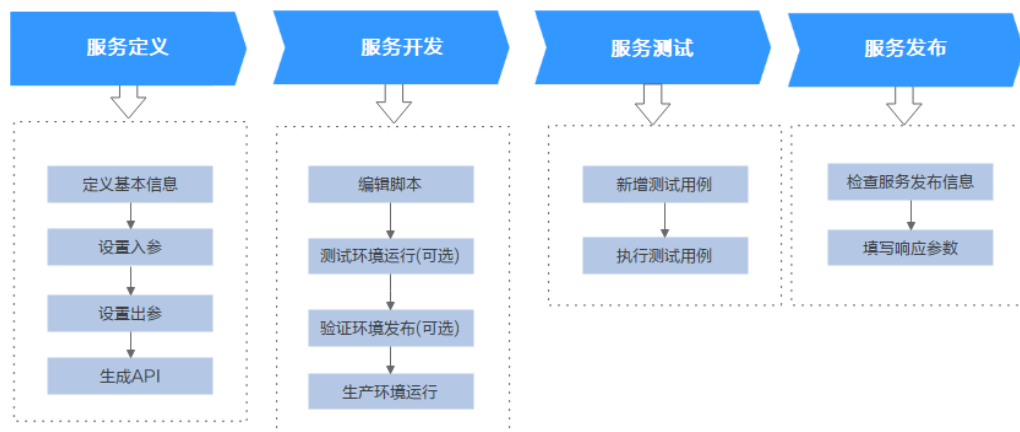 服务定义
服务开发
服务测试
服务发布
定义基本信息
设置入参
设置出参
生成API
编辑脚本
测试环境运行(可选)
验证环境发布(可选)
生产环境运行
新增测试用例
执行测试用例
检查服务发布信息
填写响应参数